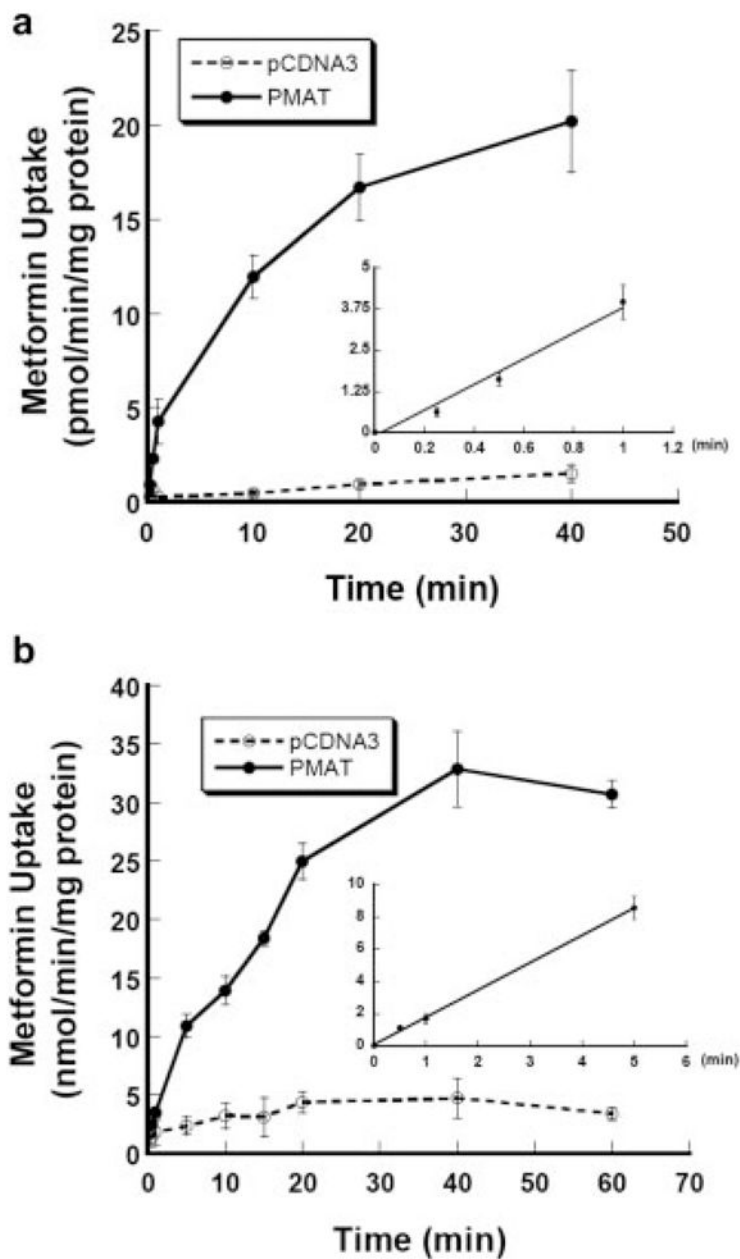 a
Metformin Uptake
(pmol/min/mg protein)
25
20
15
10
5
0
pCDNA3
PMAT
5
3.75
2.5
1.25
0
0 0.2 0.4 0.6 0.8 1 1.2 (min)
0 10 20 30 40 50
Time (min)
b
Metformin Uptake
(nmol/min/mg protein)
40
35
30
25
20
15
10
5
0
pCDNA3
PMAT
10
8
6
4
2
0
0 1 2 3 4 5 6 (min)
0 10 20 30 40 50 60 70
Time (min)